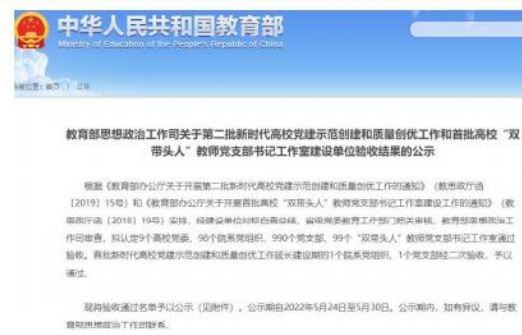 中华人民共和国教育部
Ministry of Education of the People's Republic of China
当前位置：首页 > 公开
教育部思想政治工作司关于第二批新时代高校党建示范创建和质量创优工作和首批高校“双
带头人”教师党支部书记工作室建设单位验收结果的公示
根据《教育部办公厅关于开展第二批新时代高校党建示范创建和质量创优工作的通知》（教思政厅函
〔2019〕15号）和《教育部办公厅关于开展首批高校“双带头人”教师党支部书记工作室建设工作的通知》（教
思政厅函〔2018〕19号）安排，经建设单位对标自查总结、省级党委教育工作部门把关审核、教育部思想政治工
作司审查，拟认定9个高校党委、98个院系党组织、990个党支部、99个“双带头人”教师党支部书记工作室通过
验收。首批新时代高校党建示范创建和质量创优工作延长建设期的1个院系党组织、1个党支部经二次验收，予以
通过。
现将验收通过名单予以公示（见附件）。公示期自2022年5月24日至5月30日。公示期内，如有异议，请与教
育部思想政治工作司联系。